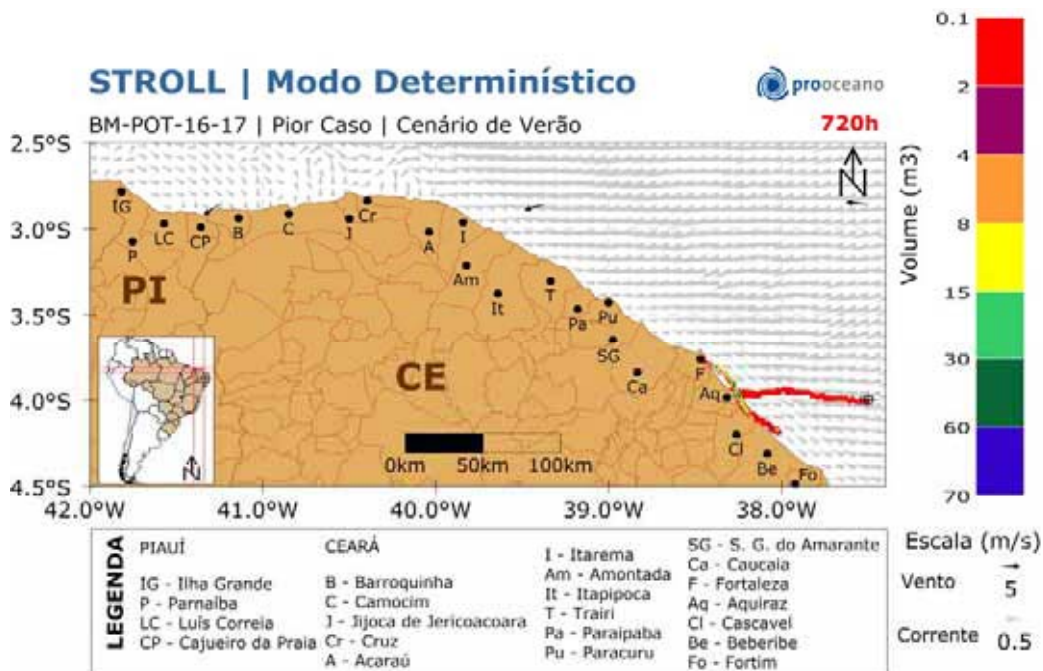 STROLL | Modo Determinístico
prooceano
BM-POT-16-17 | Pior Caso | Cenário de Verão
720h
2.5°S
3.0°S
3.5°S
4.0°S
4.5°S
42.0°W
41.0°W
40.0°W
39.0°W
38.0°W
N
IG
P
LC
CP
B
C
J
Cr
A
I
Am
It
T
Pa
Pu
SG
Ca
F
Aq
Cl
Be
Fo
PI
CE
0km
50km
100km
N
0.1
2
4
8
15
30
60
70
Volume (m3)
LEGENDA
PIAUÍ
IG - Ilha Grande
P - Parnaíba
LC - Luís Correia
CP - Cajueiro da Praia
CEARÁ
B - Barroquinha
C - Camocim
J - Jijoca de Jericoacoara
Cr - Cruz
A - Acaraú
I - Itarema
Am - Amontada
It - Itapipoca
T - Trairi
Pa - Paraipaba
Pu - Paracuru
SG - S. G. do Amarante
Ca - Caucaia
F - Fortaleza
Aq - Aquiraz
Cl - Cascavel
Be - Beberibe
Fo - Fortim
Escala (m/s)
Vento
5
Corrente
0.5